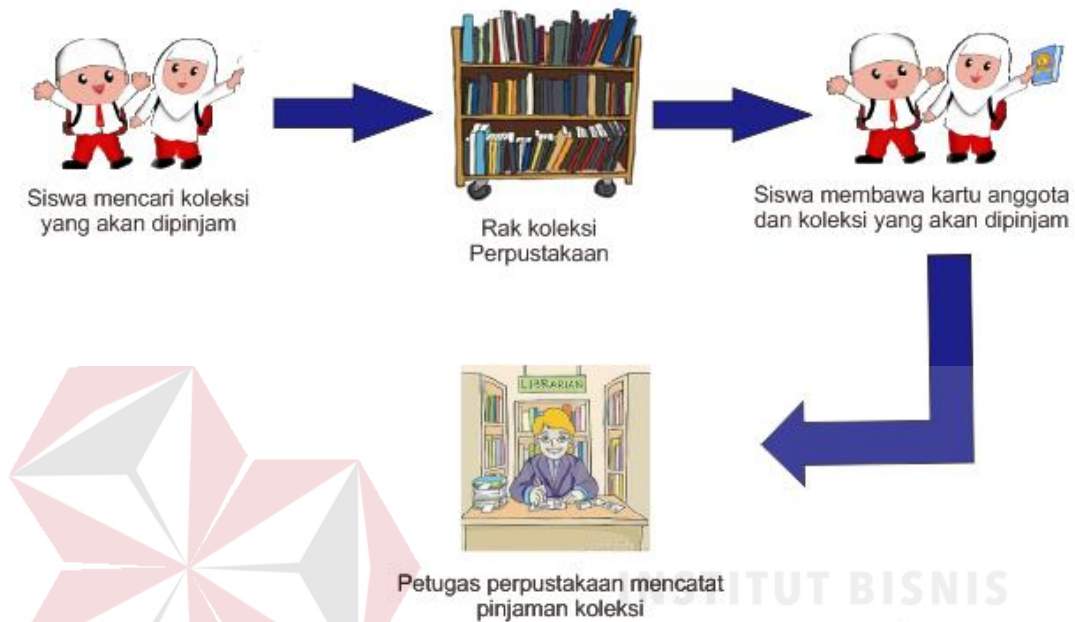 Siswa mencari koleksi
yang akan dipinjam
Rak koleksi
Perpustakaan
Siswa membawa kartu anggota
dan koleksi yang akan dipinjam
LIBRARIAN
Petugas perpustakaan mencatat
pinjaman koleksi
INSTITUT BISNIS